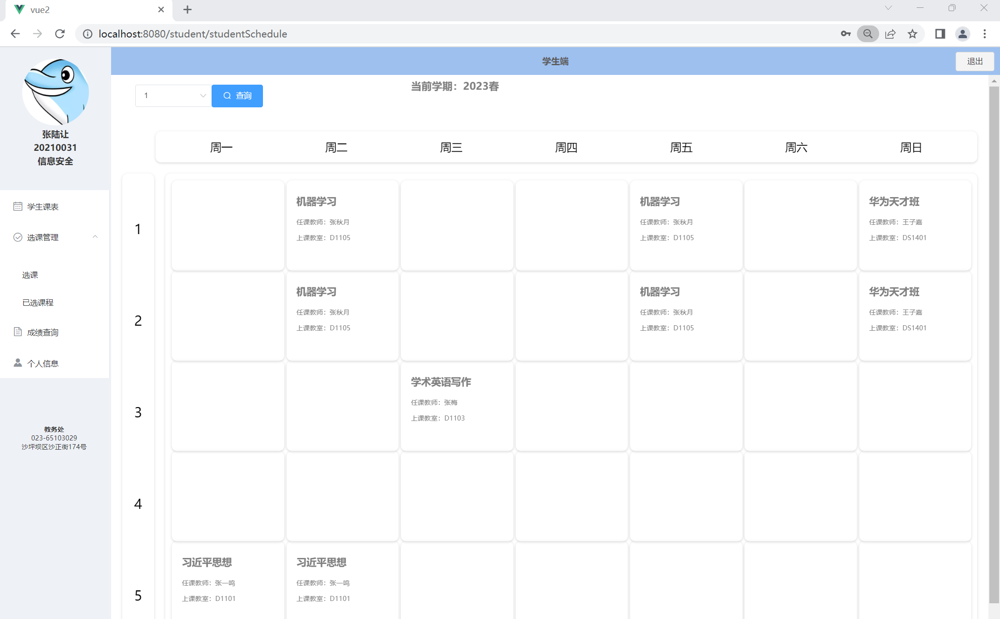 vue2
localhost:8080/student/studentSchedule
学生端
退出
张陆让
20210031
信息安全
学生课表
选课管理
选课
已选课程
成绩查询
个人信息
教务处
023-65103029
沙坪坝区沙正街174号
1
查询
当前学期：2023春
周一 周二 周三 周四 周五 周六 周日
1
机器学习
任课教师：张秋月
上课教室：D1105
机器学习
任课教师：张秋月
上课教室：D1105
华为天才班
任课教师：王子嘉
上课教室：DS1401
2
机器学习
任课教师：张秋月
上课教室：D1105
机器学习
任课教师：张秋月
上课教室：D1105
华为天才班
任课教师：王子嘉
上课教室：DS1401
3
学术英语写作
任课教师：张梅
上课教室：D1103
4
5
习近平思想
任课教师：张一鸣
上课教室：D1101
习近平思想
任课教师：张一鸣
上课教室：D1101